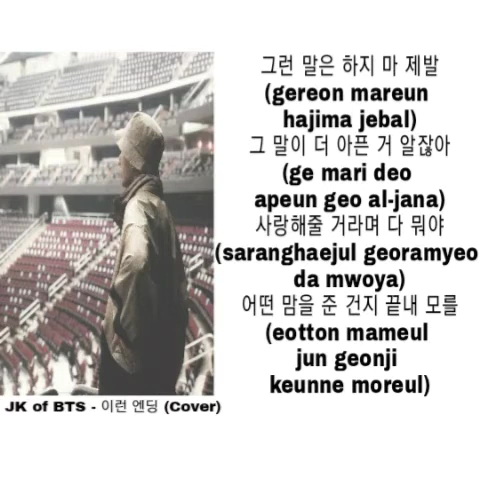 그런 말은 하지 마 제발
(gereon mareun
hajima jebal)
그 말이 더 아픈 거 알잖아
(ge mari deo
apeun geo al-jana)
사랑해줄 거라며 다 뭐야
(saranghaejul georamyeo
da mwoya)
어떤 맘을 준 건지 끝내 모를
(eotton mameul
jun geonji
keunne moreul)
JK of BTS - 이런 엔딩 (Cover)